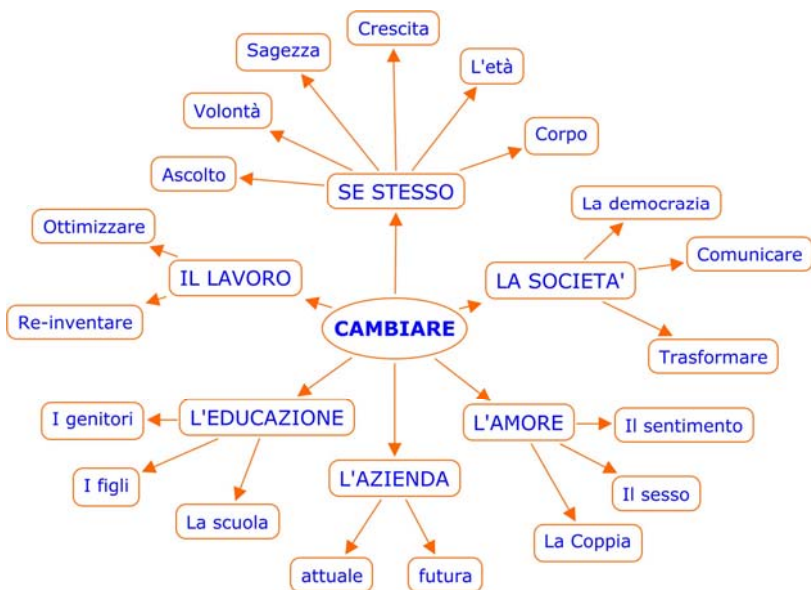 Crescita
Sagezza
L'età
Volontà
Corpo
Ascolto
SE STESSO
La democrazia
Ottimizzare
Comunicare
IL LAVORO
LA SOCIETA'
Re-inventare
CAMBIARE
Trasformare
I genitori
L'EDUCAZIONE
L'AMORE
Il sentimento
I figli
L'AZIENDA
Il sesso
La scuola
La Coppia
attuale
futura